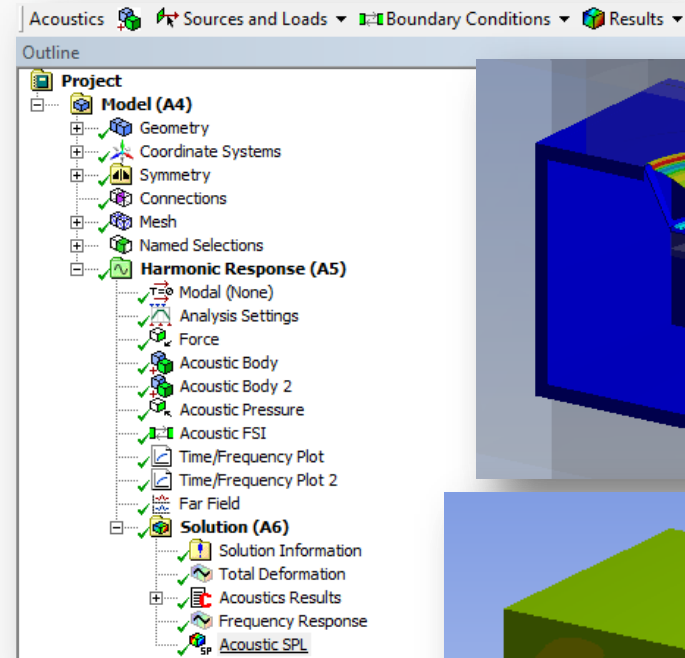 Acoustics Sources and Loads Boundary Conditions Results
Outline
Project
Model (A4)
Geometry
Coordinate Systems
Symmetry
Connections
Mesh
Named Selections
Harmonic Response (A5)
T=0 Modal (None)
Analysis Settings
Force
Acoustic Body
Acoustic Body 2
Acoustic Pressure
Acoustic FSI
Time/Frequency Plot
Time/Frequency Plot 2
Far Field
Solution (A6)
Solution Information
Total Deformation
Acoustics Results
Frequency Response
SP Acoustic SPL